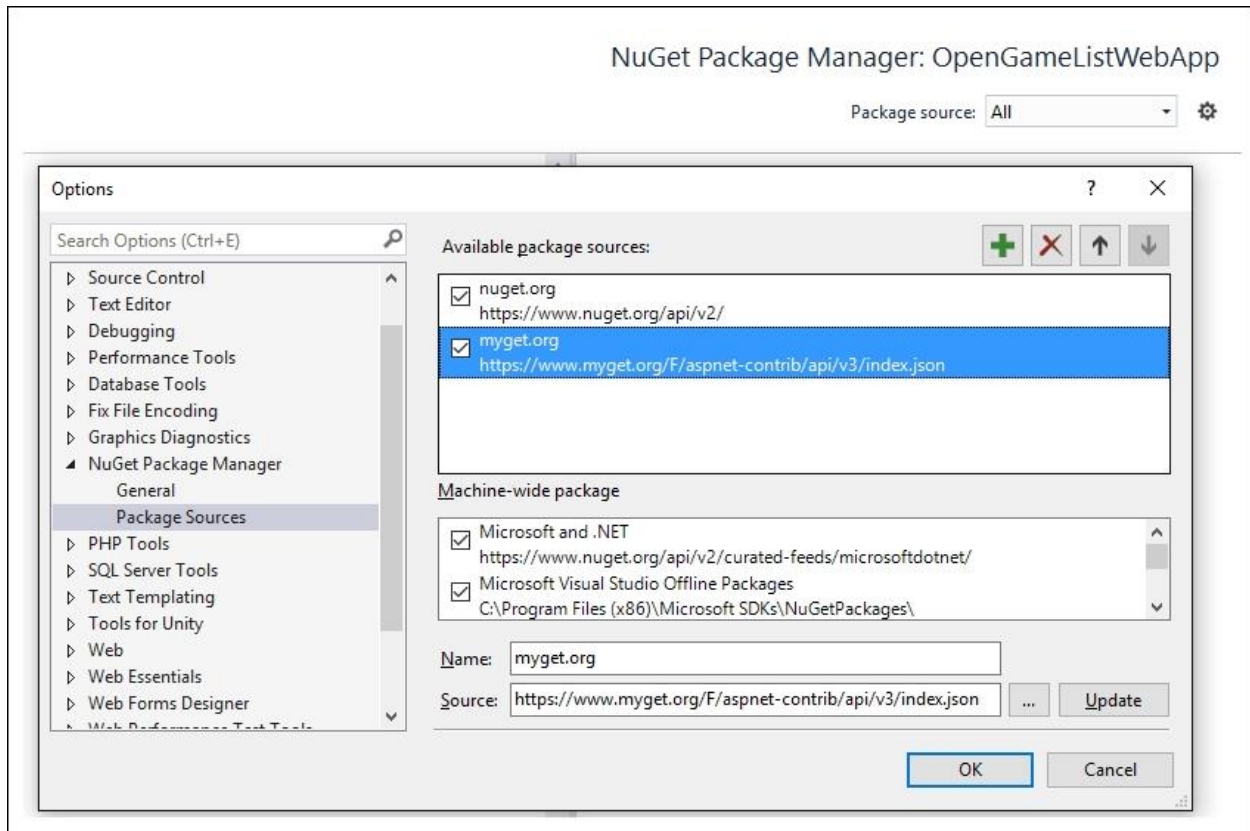 NuGet Package Manager: OpenGameListWebApp
Package source: All
Options
?
Search Options (Ctrl+E)
Source Control
Text Editor
Debugging
Performance Tools
Database Tools
Fix File Encoding
Graphics Diagnostics
NuGet Package Manager
General
Package Sources
PHP Tools
SQL Server Tools
Text Templating
Tools for Unity
Web
Web Essentials
Web Forms Designer
Web Performance Test Tools
Available package sources:
nuget.org
https://www.nuget.org/api/v2/
myget.org
https://www.myget.org/F/aspnet-contrib/api/v3/index.json
Machine-wide package
Microsoft and .NET
https://www.nuget.org/api/v2/curated-feeds/microsoftdotnet/
Microsoft Visual Studio Offline Packages
C:\Program Files (x86)\Microsoft SDKs\NuGetPackages\
Name: myget.org
Source: https://www.myget.org/F/aspnet-contrib/api/v3/index.json ... Update
OK Cancel